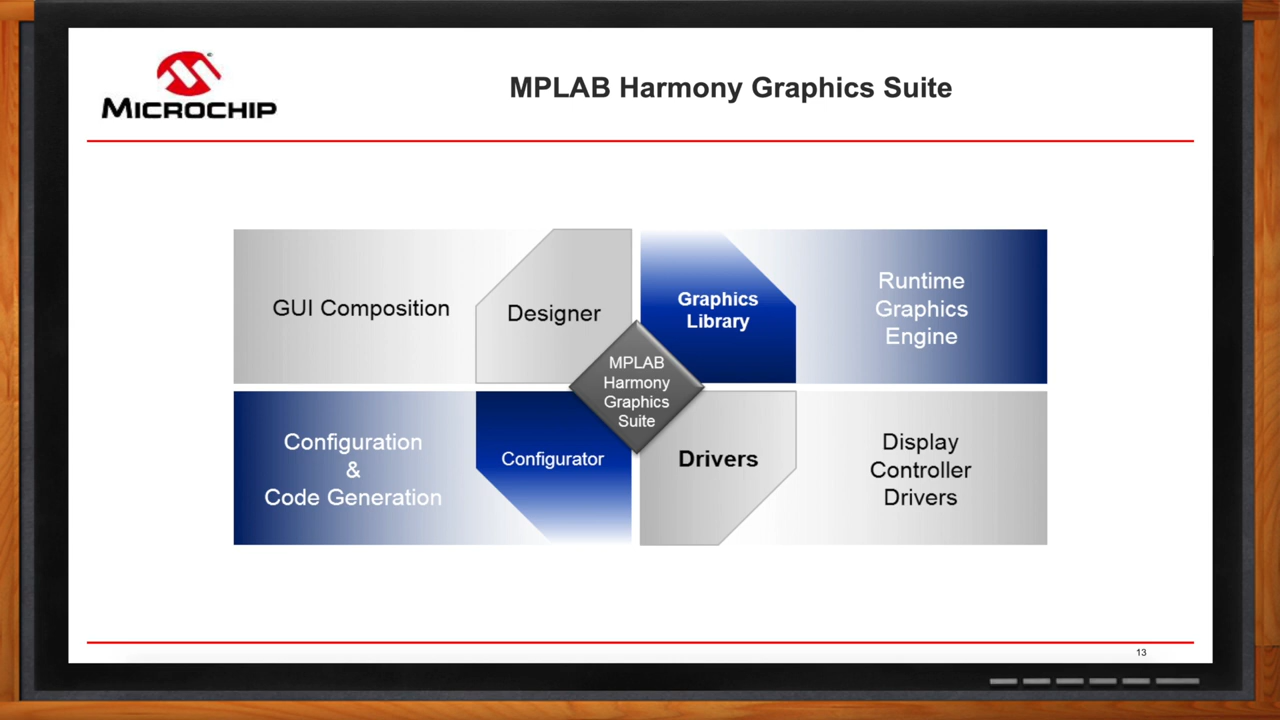 MICROCHIP
MPLAB Harmony Graphics Suite
GUI Composition
Designer
Graphics
Library
Runtime
Graphics
Engine
MPLAB
Harmony
Graphics
Suite
Configuration
&
Code Generation
Configurator
Drivers
Display
Controller
Drivers
13